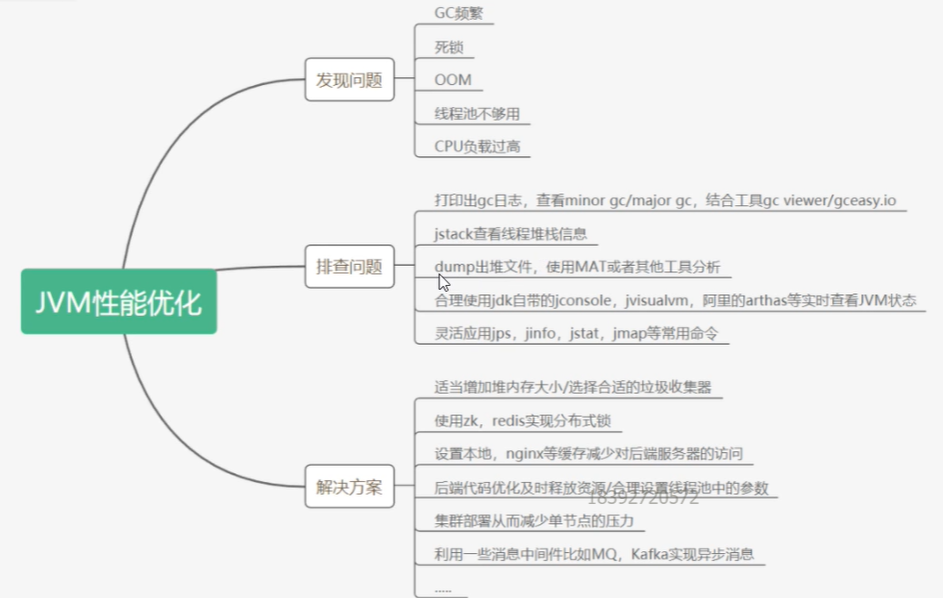 JVM性能优化
发现问题
GC频繁
死锁
OOM
线程池不够用
CPU负载过高
排查问题
打印出gc日志，查看minor gc/major gc，结合工具gc viewer/gceasy.io
jstack查看线程堆栈信息
dump出堆文件，使用MAT或者其他工具分析
合理使用jdk自带的jconsole，jvisualvm，阿里的arthas等实时查看JVM状态
灵活应用jps，jinfo，jstat，jmap等常用命令
解决方案
适当增加堆内存大小/选择合适的垃圾收集器
使用zk，redis实现分布式锁
设置本地，nginx等缓存减少对后端服务器的访问
后端代码优化及时释放资源/合理设置线程池中的参数
18392720572
集群部署从而减少单节点的压力
利用一些消息中间件比如MQ，Kafka实现异步消息
.....